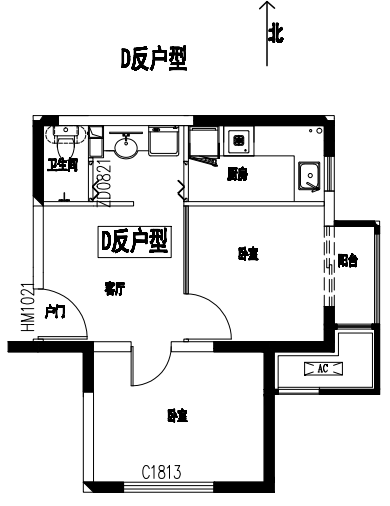 北
D反户型
卫生间
厨房
ZD0821
D反户型
卧室
阳台
客厅
HM1021
户门
AC
卧室
C1813